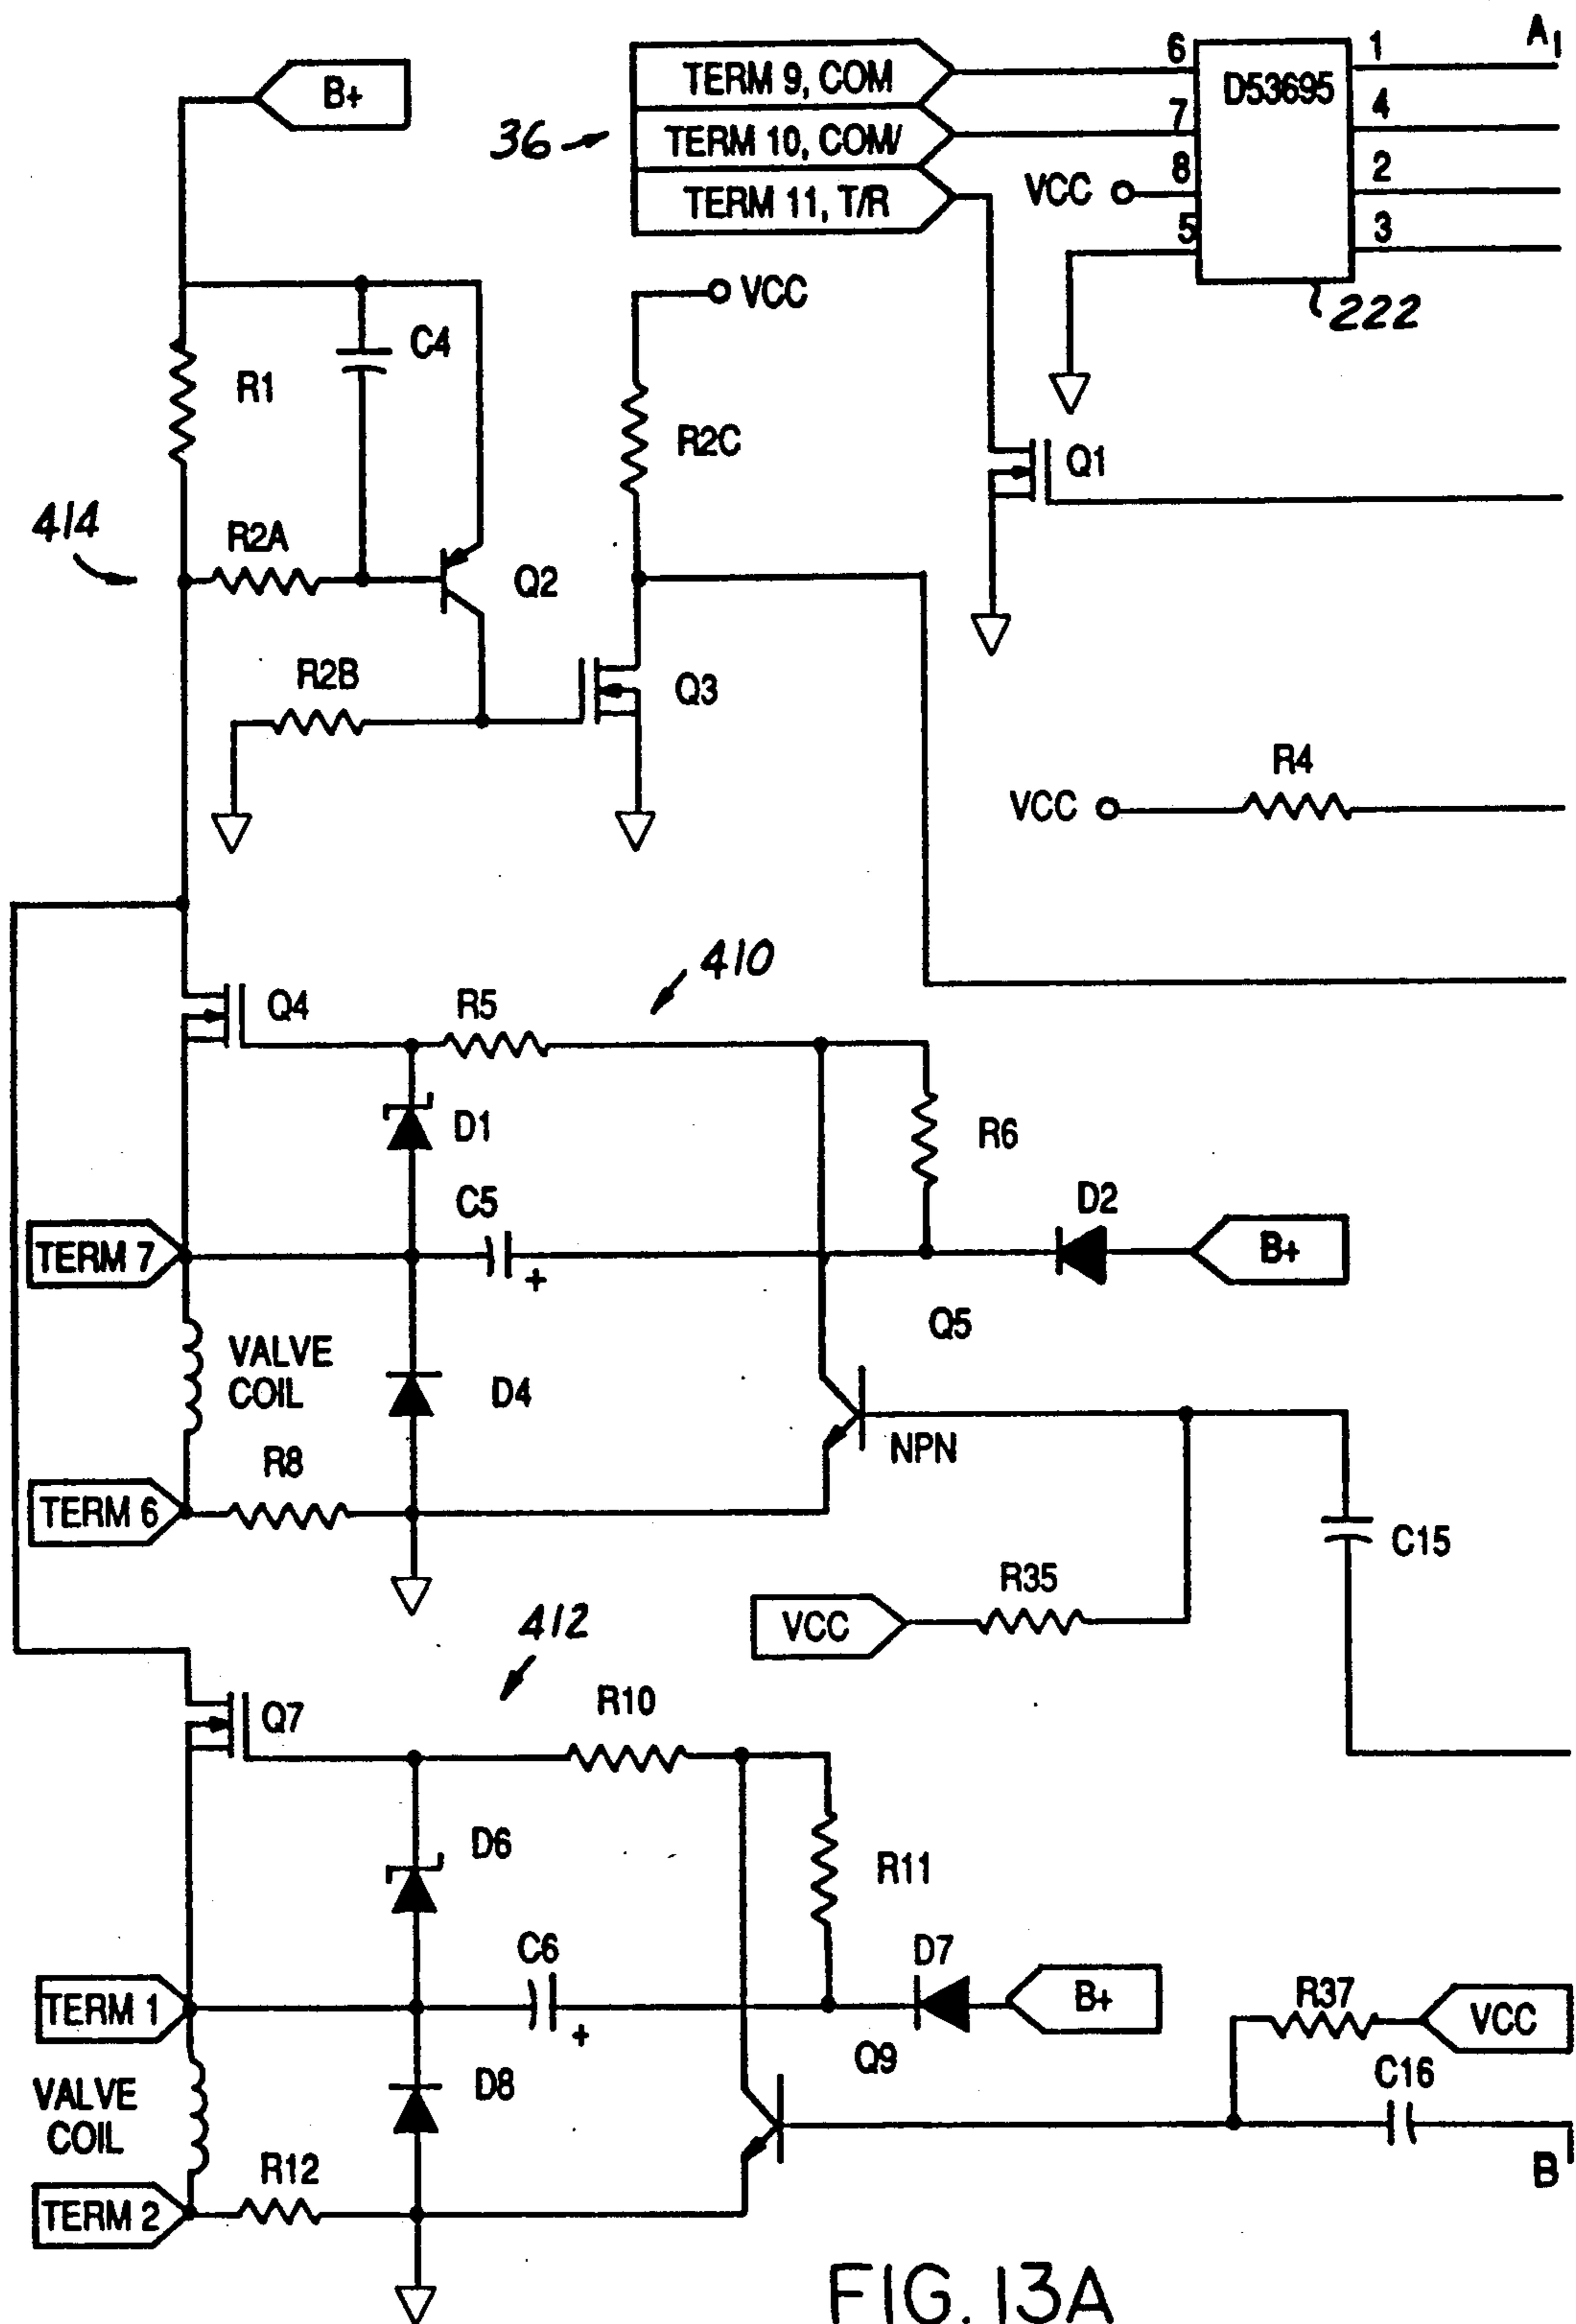 A
B+
TERM 9, COM
TERM 10, COM/
TERM 11, T/R
36
6
7
8
5
D53695
1
4
2
3
VCC
222
VCC
R1
C4
R2C
Q1
414
R2A
Q2
R2B
Q3
R4
VCC
410
Q4
R5
D1
R6
C5
+
D2
B+
TERM 7
Q5
VALVE
COIL
D4
NPN
R8
TERM 6
C15
R35
VCC
412
Q7
R10
D6
R11
C6
+
D7
B+
TERM 1
R37
VCC
Q9
C16
VALVE
COIL
D8
R12
B
TERM 2
FIG. 13A